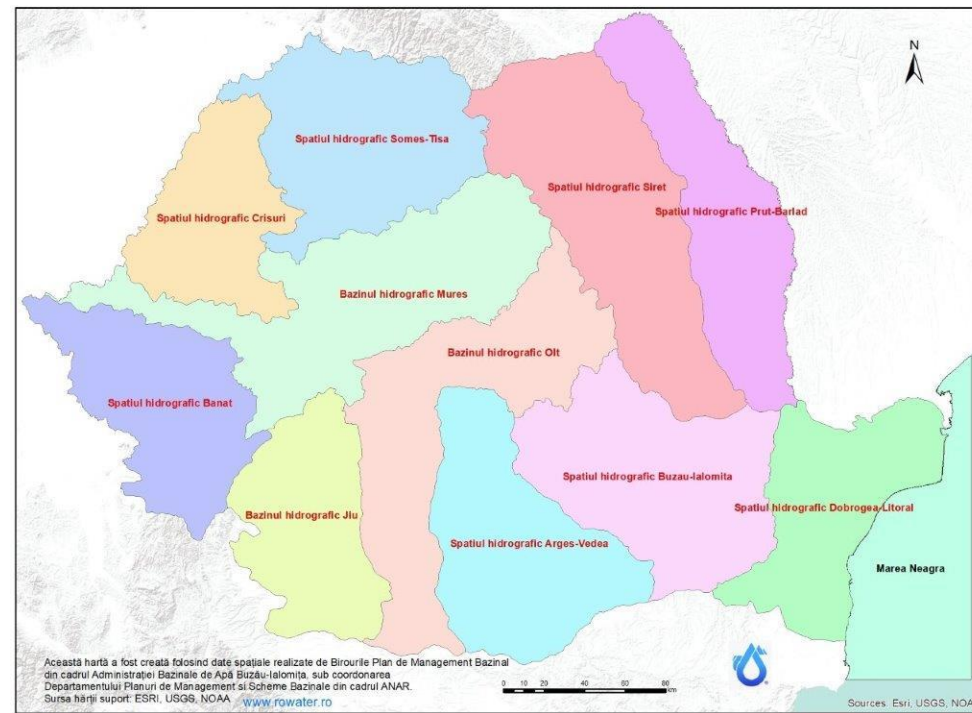 N
Spatiul hidrografic Somes-Tisa
Spatiul hidrografic Siret
Spatiul hidrografic Crisuri
Spatiul hidrografic Prut-Barlad
Bazinul hidrografic Mures
Bazinul hidrografic Olt
Spatiul hidrografic Banat
Spatiul hidrografic Buzau-Ialomita
Bazinul hidrografic Jiu
Spatiul hidrografic Dobrogea-Litoral
Spatiul hidrografic Arges-Vedea
Marea Neagra
Această hartă a fost creată folosind date spațiale realizate de Birourile Plan de Management Bazinal
din cadrul Administrației Bazinale de Apă Buzău-Ialomița, sub coordonarea
Departamentului Planuri de Management si Scheme Bazinale din cadrul ANAR.
Sursa hărții suport: ESRI, USGS, NOAA www.rowater.ro
0 10 20 40 60 80
km
Sources: Esri, USGS, NOA